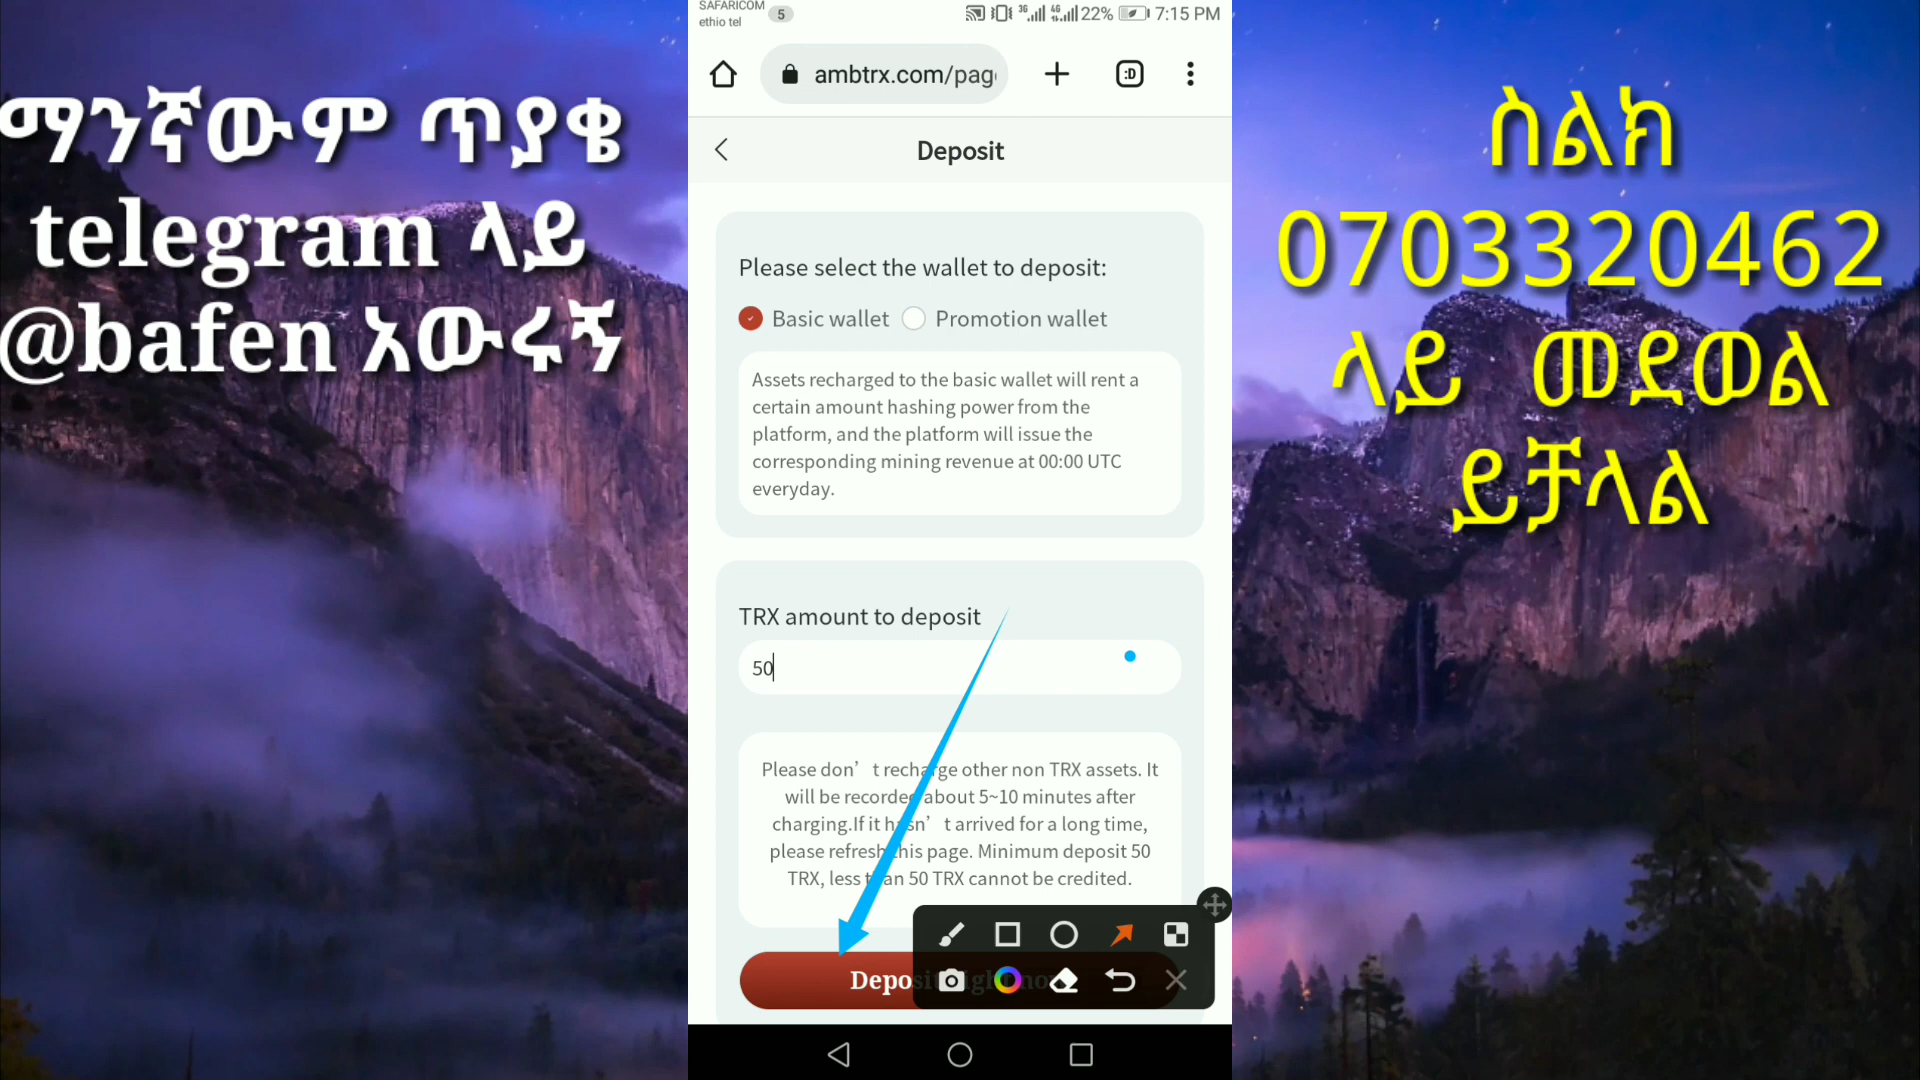 ማንኛውም ጥያቄ
telegram ላይ
@bafen አውሩኝ
SAFARICOM
ethio tel
5
3G
4G
22%
7:15 PM
ambtrx.com/pag
:D
Deposit
Please select the wallet to deposit:
Basic wallet
Promotion wallet
Assets recharged to the basic wallet will rent a
certain amount hashing power from the
platform, and the platform will issue the
corresponding mining revenue at 00:00 UTC
everyday.
TRX amount to deposit
50
Please don’t recharge other non TRX assets. It
will be recorded about 5~10 minutes after
charging.If it hasn’t arrived for a long time,
please refresh this page. Minimum deposit 50
TRX, less than 50 TRX cannot be credited.
Deposit right now
ስልክ
0703320462
ላይ መደወል
ይቻላል